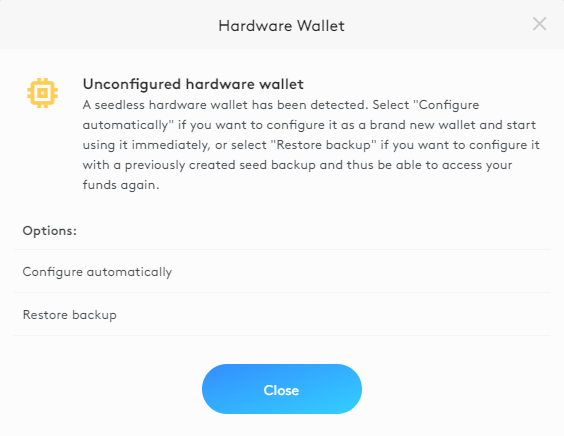 Hardware Wallet
Unconfigured hardware wallet
A seedless hardware wallet has been detected. Select "Configure
automatically" if you want to configure it as a brand new wallet and start
using it immediately, or select "Restore backup" if you want to configure it
with a previously created seed backup and thus be able to access your
funds again.
Options:
Configure automatically
Restore backup
Close